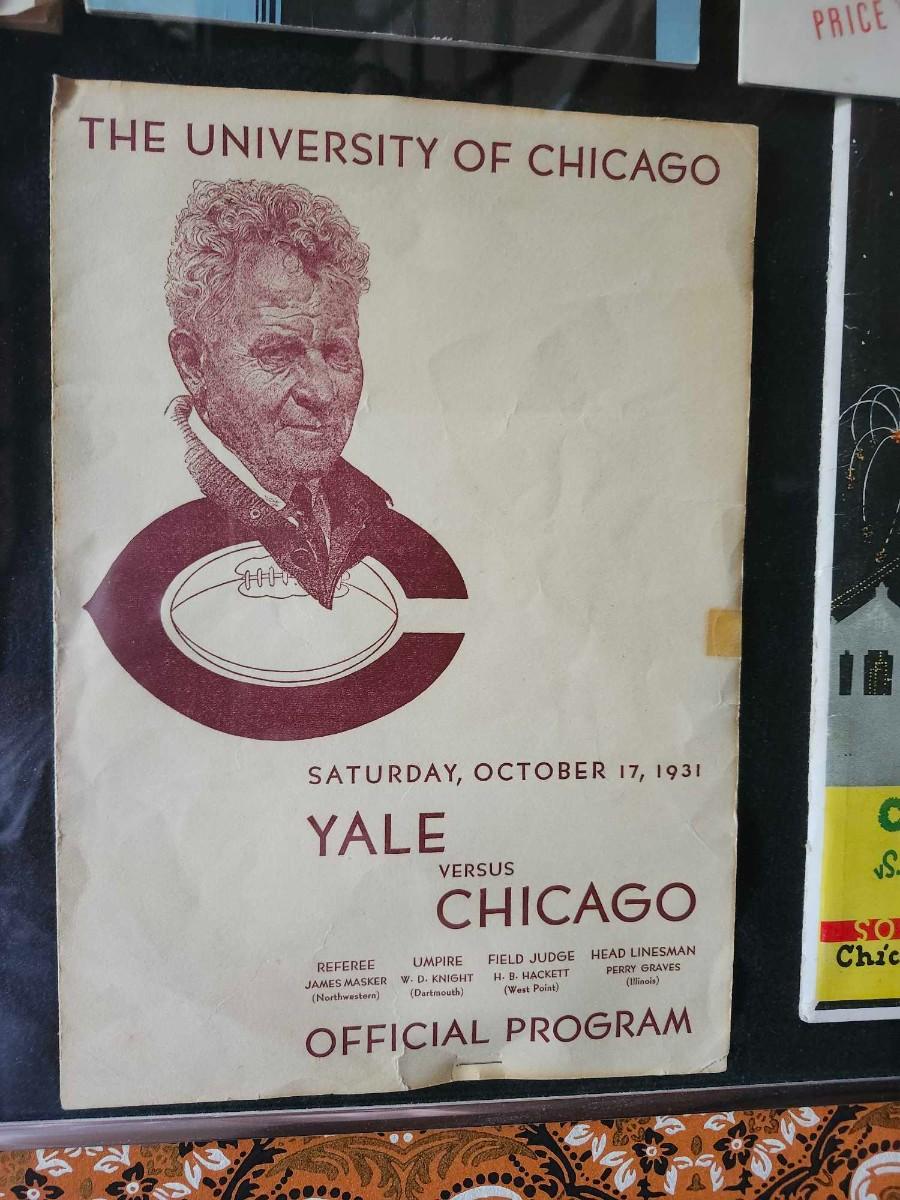 PRICE
THE UNIVERSITY OF CHICAGO
SATURDAY, OCTOBER 17, 1931
YALE
VERSUS
CHICAGO
REFEREE UMPIRE FIELD JUDGE HEAD LINESMAN
JAMES MASKER W. D. KNIGHT H. B. HACKETT PERRY GRAVES
(Northwestern) (Dartmouth) (West Point) (Illinois)
OFFICIAL PROGRAM